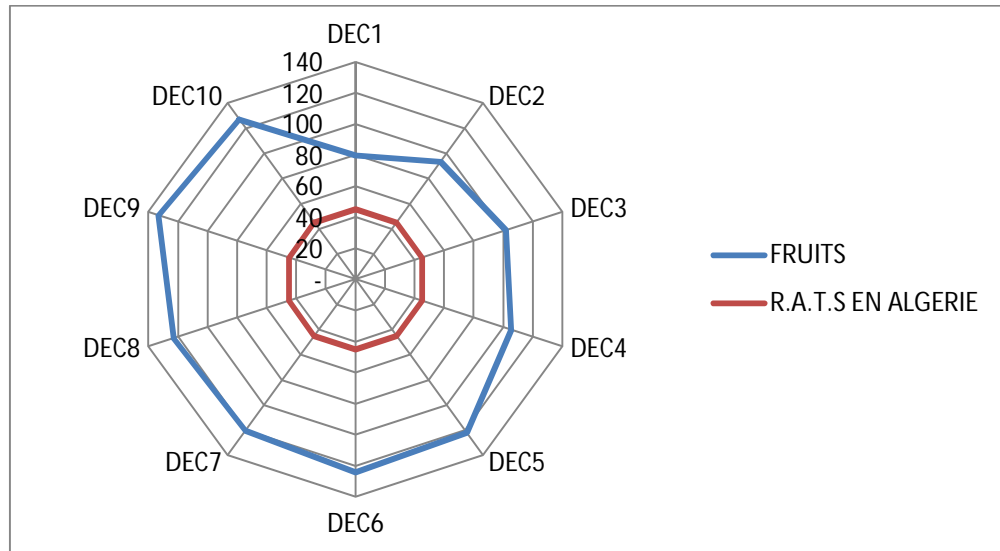 DEC1
DEC2
DEC3
DEC4
DEC5
DEC6
DEC7
DEC8
DEC9
DEC10
140
120
100
80
60
40
20
-
FRUITS
R.A.T.S EN ALGERIE